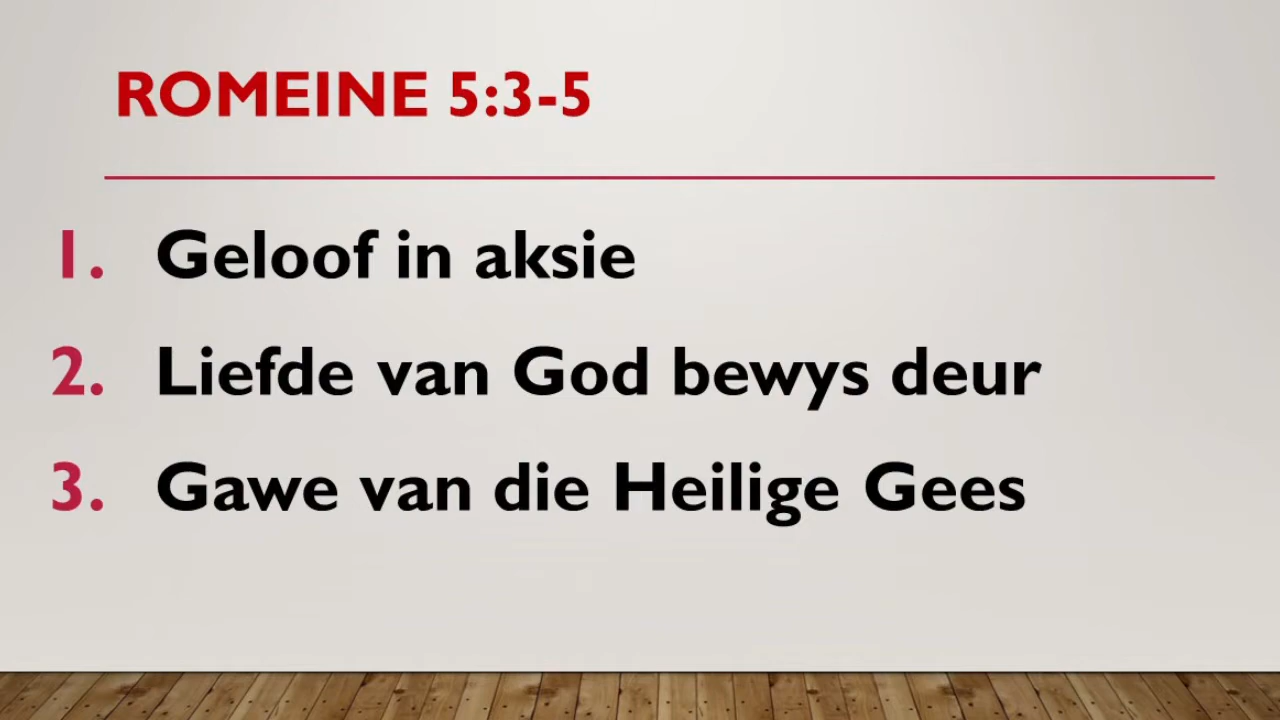 ROMEINE 5:3-5
1. Geloof in aksie
2. Liefde van God bewys deur
3. Gawe van die Heilige Gees